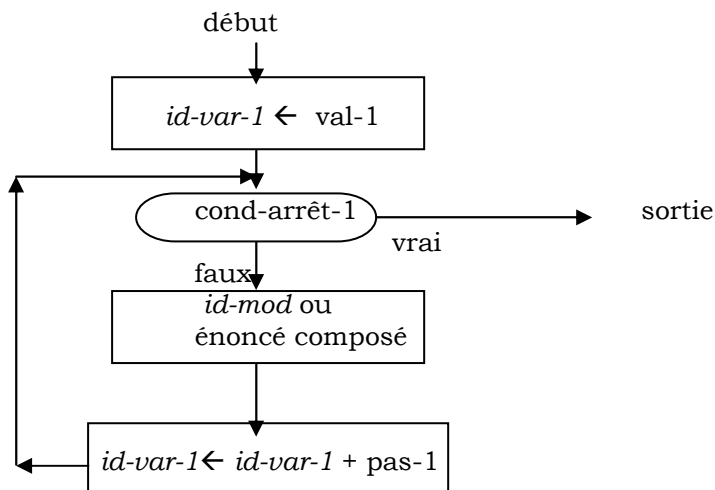 début
id-var-1 ← val-1
cond-arrêt-1
sortie
vrai
faux
id-mod ou
énoncé composé
id-var-1← id-var-1 + pas-1